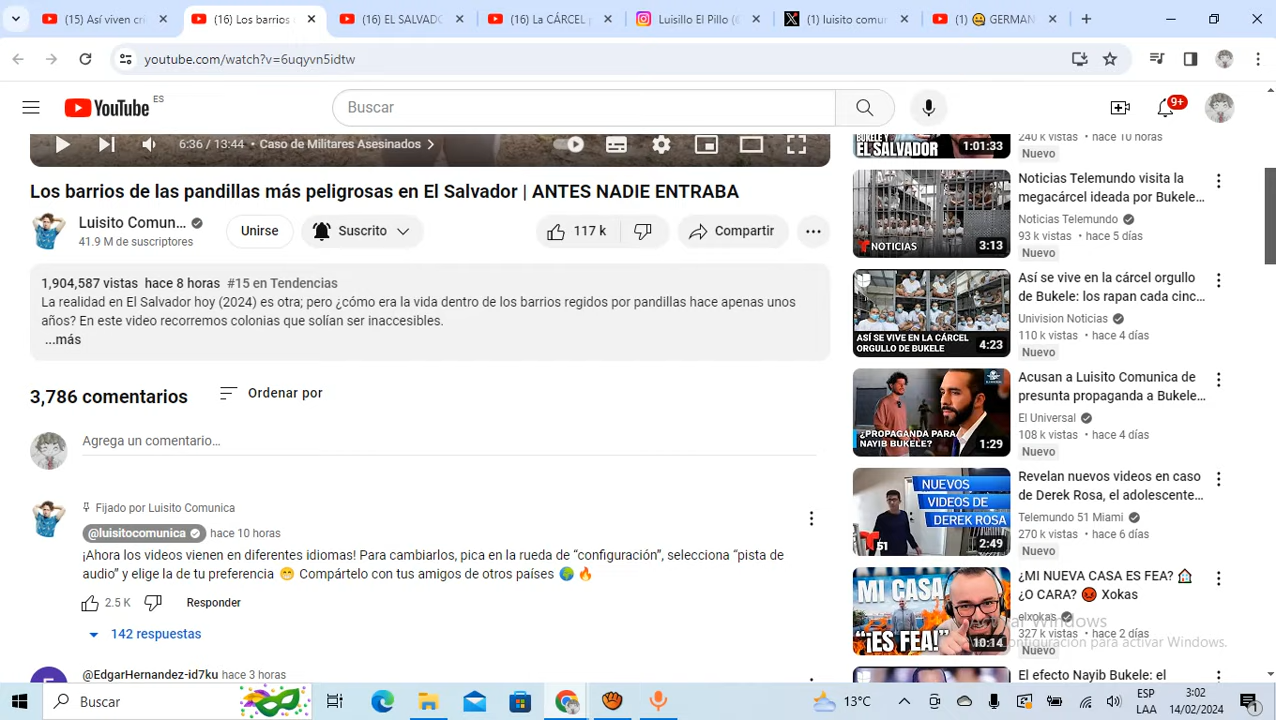 (15) Así viven cri
(16) Los barrios
(16) EL SALVADO
(16) La CÁRCEL p
Luisillo El Pillo (
(1) luisito comu
(1) GERMAN
youtube.com/watch?v=6uqyvn5idtw
YouTube ES
Buscar
9+
6:36 / 13:44 • Caso de Militares Asesinados
Los barrios de las pandillas más peligrosas en El Salvador | ANTES NADIE ENTRABA
Luisito Comun...
41.9 M de suscriptores
Unirse
Suscrito
117 k
Compartir
1,904,587 vistas hace 8 horas #15 en Tendencias
La realidad en El Salvador hoy (2024) es otra; pero ¿cómo era la vida dentro de los barrios regidos por pandillas hace apenas unos
años? En este video recorremos colonias que solían ser inaccesibles.
...más
3,786 comentarios
Ordenar por
Agrega un comentario...
Fijado por Luisito Comunica
@luisitocomunica hace 10 horas
¡Ahora los videos vienen en diferentes idiomas! Para cambiarlos, pica en la rueda de “configuración”, selecciona “pista de
audio” y elige la de tu preferencia 😁 Compártelo con tus amigos de otros países 🌎 🔥
2.5 K
Responder
142 respuestas
@EdgarHernandez-id7ku hace 3 horas
BUKELE Y
EL SALVADOR
1:01:33
240 k vistas • hace 10 horas
Nuevo
NOTICIAS
3:13
Noticias Telemundo visita la
megacárcel ideada por Bukele...
Noticias Telemundo
93 k vistas • hace 5 días
Nuevo
ASÍ SE VIVE EN LA CÁRCEL
ORGULLO DE BUKELE
4:23
Así se vive en la cárcel orgullo
de Bukele: los rapan cada cinc...
Univision Noticias
110 k vistas • hace 4 días
Nuevo
¿PROPAGANDA PARA
NAYIB BUKELE?
1:29
Acusan a Luisito Comunica de
presunta propaganda a Bukele...
El Universal
108 k vistas • hace 4 días
Nuevo
NUEVOS
VIDEOS DE
DEREK ROSA
51
2:49
Revelan nuevos videos en caso
de Derek Rosa, el adolescente...
Telemundo 51 Miami
270 k vistas • hace 6 días
Nuevo
MI CASA
“¡ES FEA!”
10:14
¿MI NUEVA CASA ES FEA? 🏠
¿O CARA? 😡 Xokas
elxokas
327 k vistas • hace 2 días
Nuevo
Windows
configuración para activar Windows.
El efecto Nayib Bukele: el
Buscar
13°C
ESP
LAA
3:02
14/02/2024
1